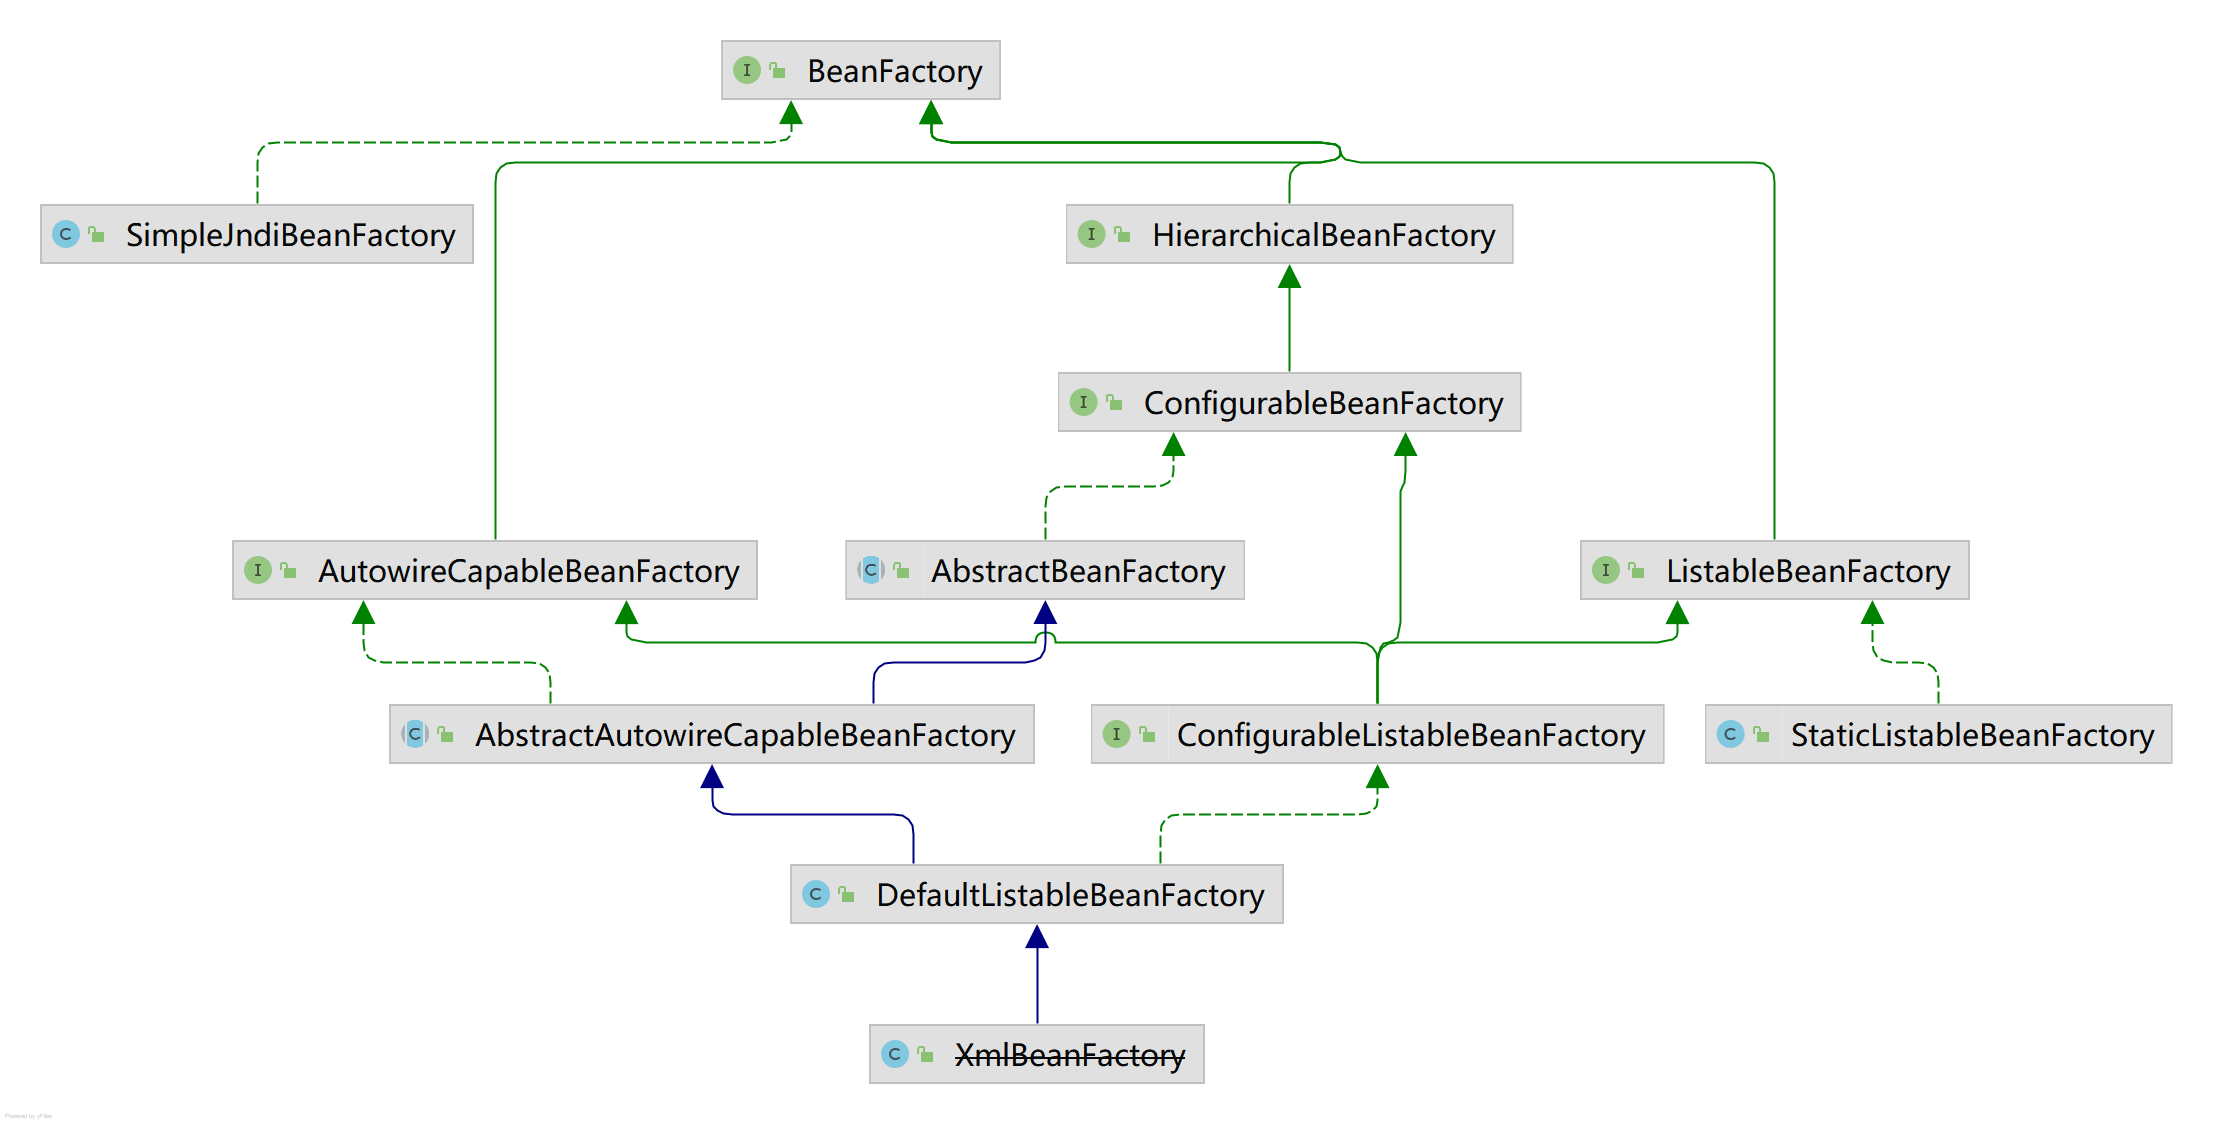 I BeanFactory
C SimpleJndiBeanFactory
I HierarchicalBeanFactory
I ConfigurableBeanFactory
I AutowireCapableBeanFactory
C AbstractBeanFactory
I ListableBeanFactory
C AbstractAutowireCapableBeanFactory
I ConfigurableListableBeanFactory
C StaticListableBeanFactory
C DefaultListableBeanFactory
C XmlBeanFactory
Powered by yFiles